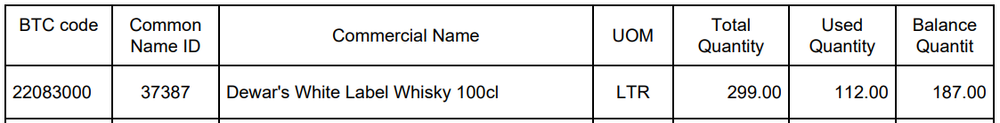 BTC code Common Name ID Commercial Name UOM Total Quantity Used Quantity Balance Quantit
22083000 37387 Dewar's White Label Whisky 100cl LTR 299.00 112.00 187.00